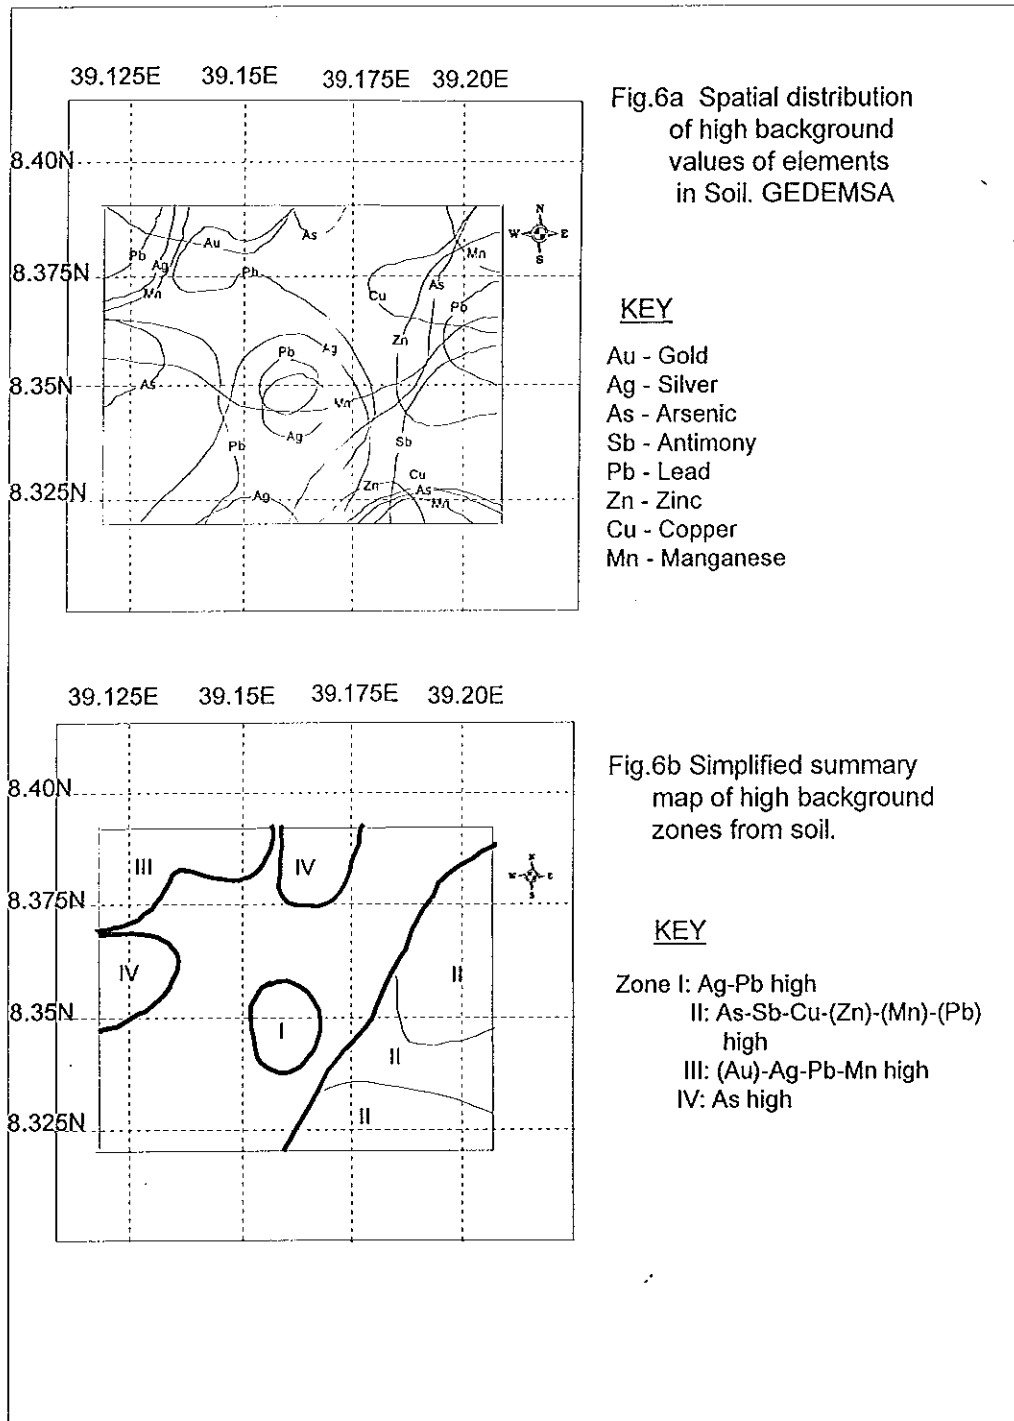 39.125E 39.15E 39.175E 39.20E
Fig.6a Spatial distribution
of high background
values of elements
in Soil. GEDEMSA
8.40N
8.375N
8.35N
8.325N
Au
As
Pb
Ag
Mn
Pb
Mn
As
Cu
Pb
Zn
Pb
Ag
As
Mn
Ag
Pb
Sb
Ag
Zn
Cu
As
Mn
N
W E
S
KEY
Au - Gold
Ag - Silver
As - Arsenic
Sb - Antimony
Pb - Lead
Zn - Zinc
Cu - Copper
Mn - Manganese
39.125E 39.15E 39.175E 39.20E
Fig.6b Simplified summary
map of high background
zones from soil.
8.40N
8.375N
8.35N
8.325N
III
IV
IV
II
I
II
II
N
W E
S
KEY
Zone I: Ag-Pb high
II: As-Sb-Cu-(Zn)-(Mn)-(Pb)
high
III: (Au)-Ag-Pb-Mn high
IV: As high